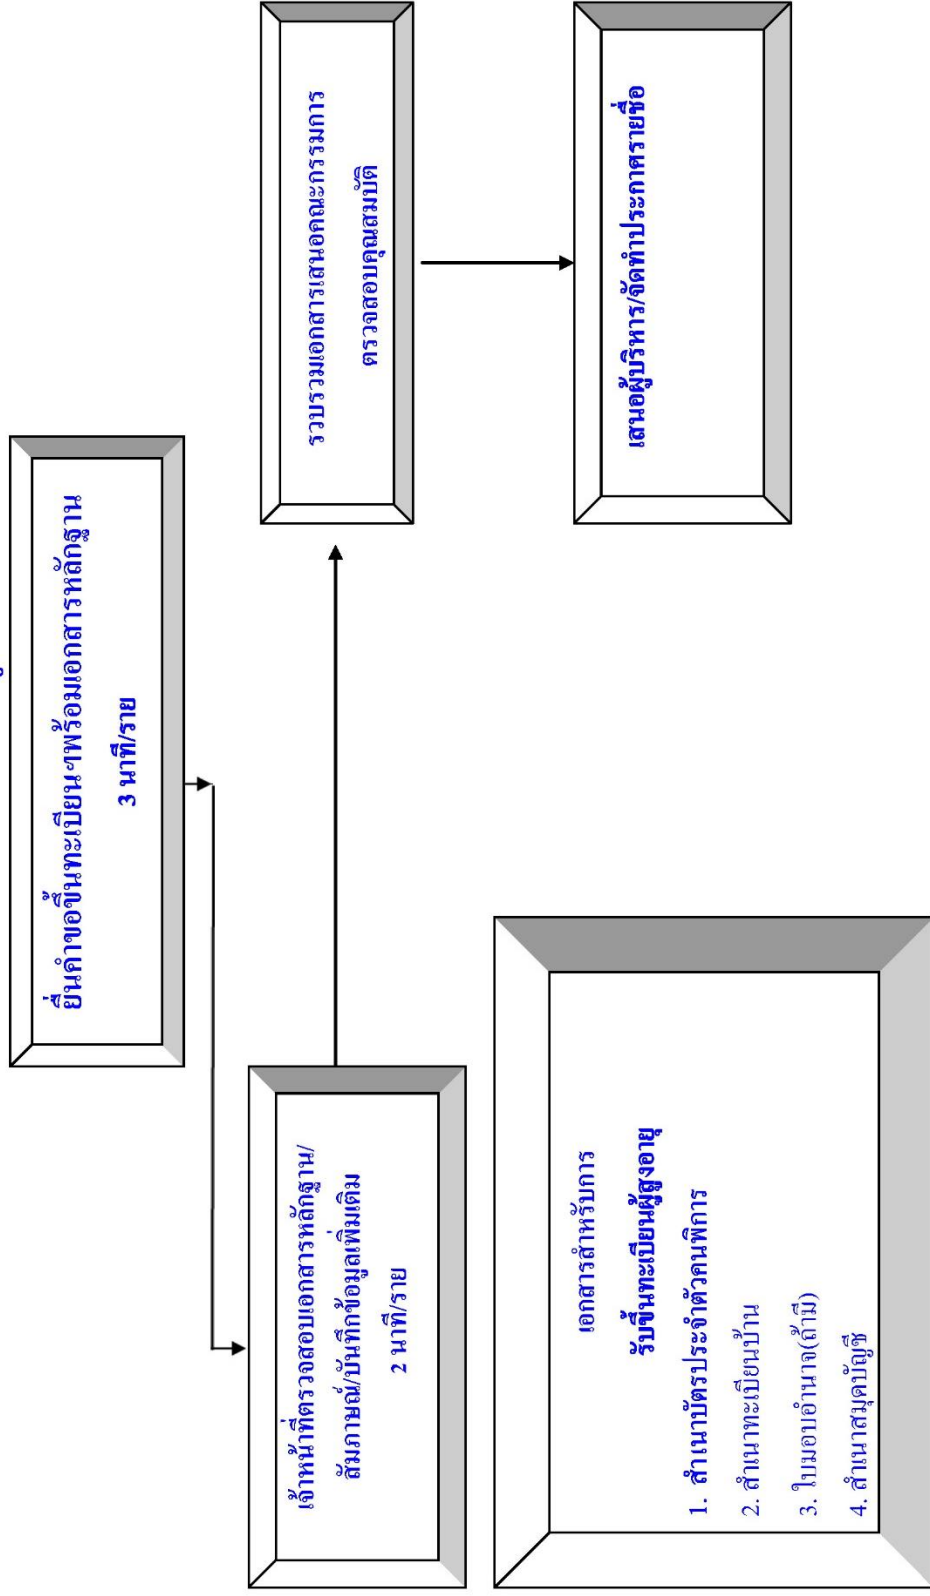 ยื่นคำขอขึ้นทะเบียนฯพร้อมเอกสารหลักฐาน
3 นาที/ราย
เจ้าหน้าที่ตรวจสอบเอกสารหลักฐาน/
สัมภาษณ์/บันทึกข้อมูลเพิ่มเติม
2 นาที/ราย
รวบรวมเอกสารเสนอคณะกรรมการ
ตรวจสอบคุณสมบัติ
เสนอผู้บริหาร/จัดทำประกาศรายชื่อ
เอกสารสำหรับการ
รับขึ้นทะเบียนผู้สูงอายุ
1. สำเนาบัตรประจำตัวคนพิการ
2. สำเนาทะเบียนบ้าน
3. ใบมอบอำนาจ(ถ้ามี)
4. สำเนาสมุดบัญชี